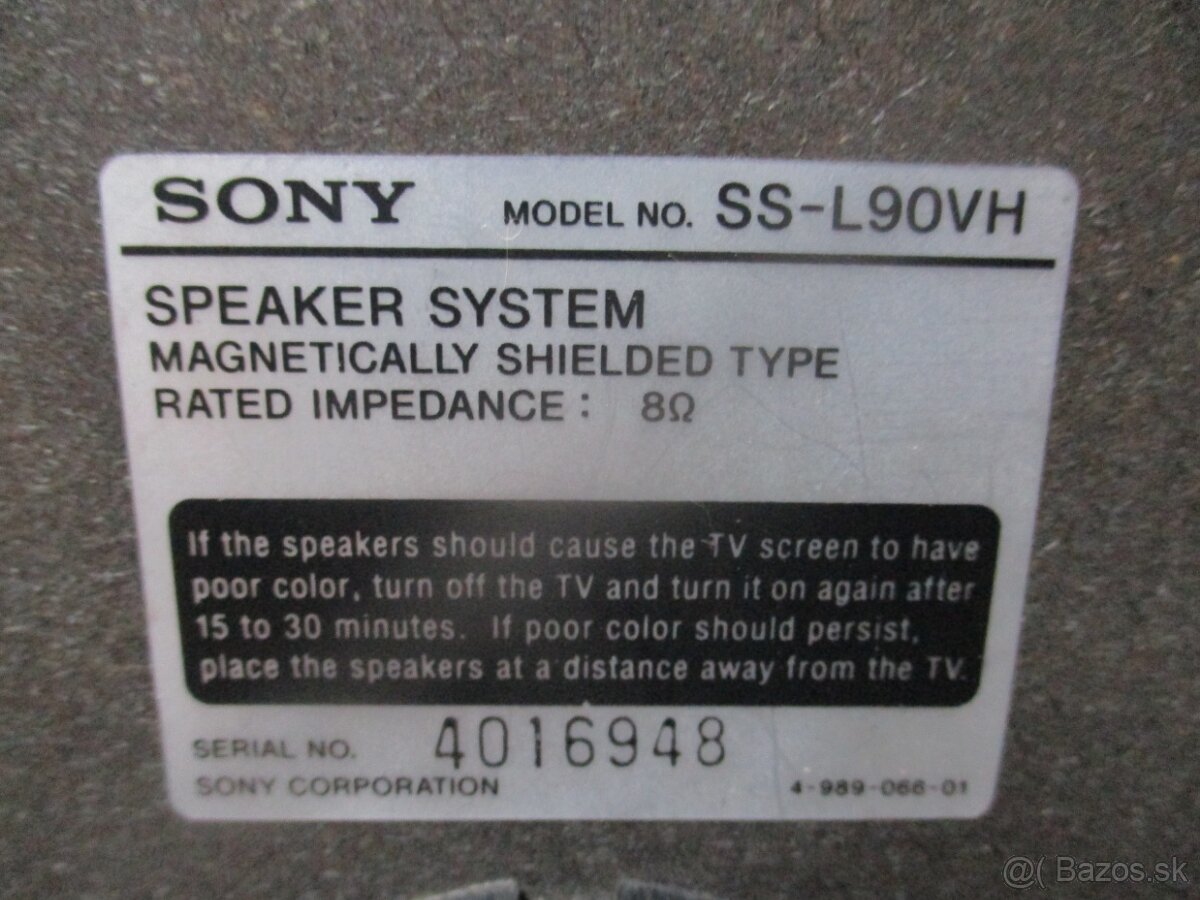 SONY MODEL NO. SS-L90VH
SPEAKER SYSTEM
MAGNETICALLY SHIELDED TYPE
RATED IMPEDANCE : 8Ω
If the speakers should cause the TV screen to have
poor color, turn off the TV and turn it on again after
15 to 30 minutes. If poor color should persist,
place the speakers at a distance away from the TV.
SERIAL NO. 4016948
SONY CORPORATION 4-989-066-01
@( Bazos.sk